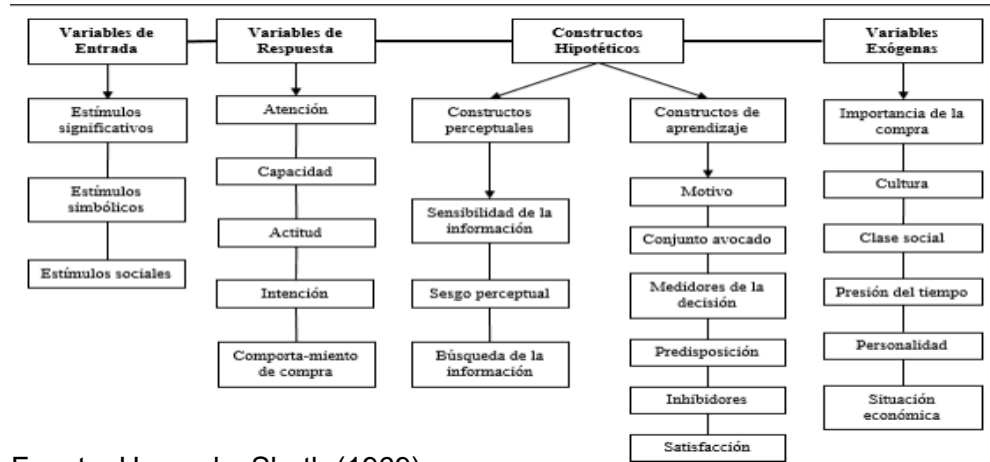 Variables de
Entrada
Variables de
Respuesta
Constructos
Hipotéticos
Variables
Exógenas
Estímulos
significativos
Estímulos
simbólicos
Estímulos sociales
Atención
Capacidad
Actitud
Intención
Comporta-miento
de compra
Constructos
perceptuales
Sensibilidad de la
información
Sesgo perceptual
Búsqueda de la
información
Constructos de
aprendizaje
Motivo
Conjunto avocado
Medidores de la
decisión
Predisposición
Inhibidores
Satisfacción
Importancia de la
compra
Cultura
Clase social
Presión del tiempo
Personalidad
Situación
económica